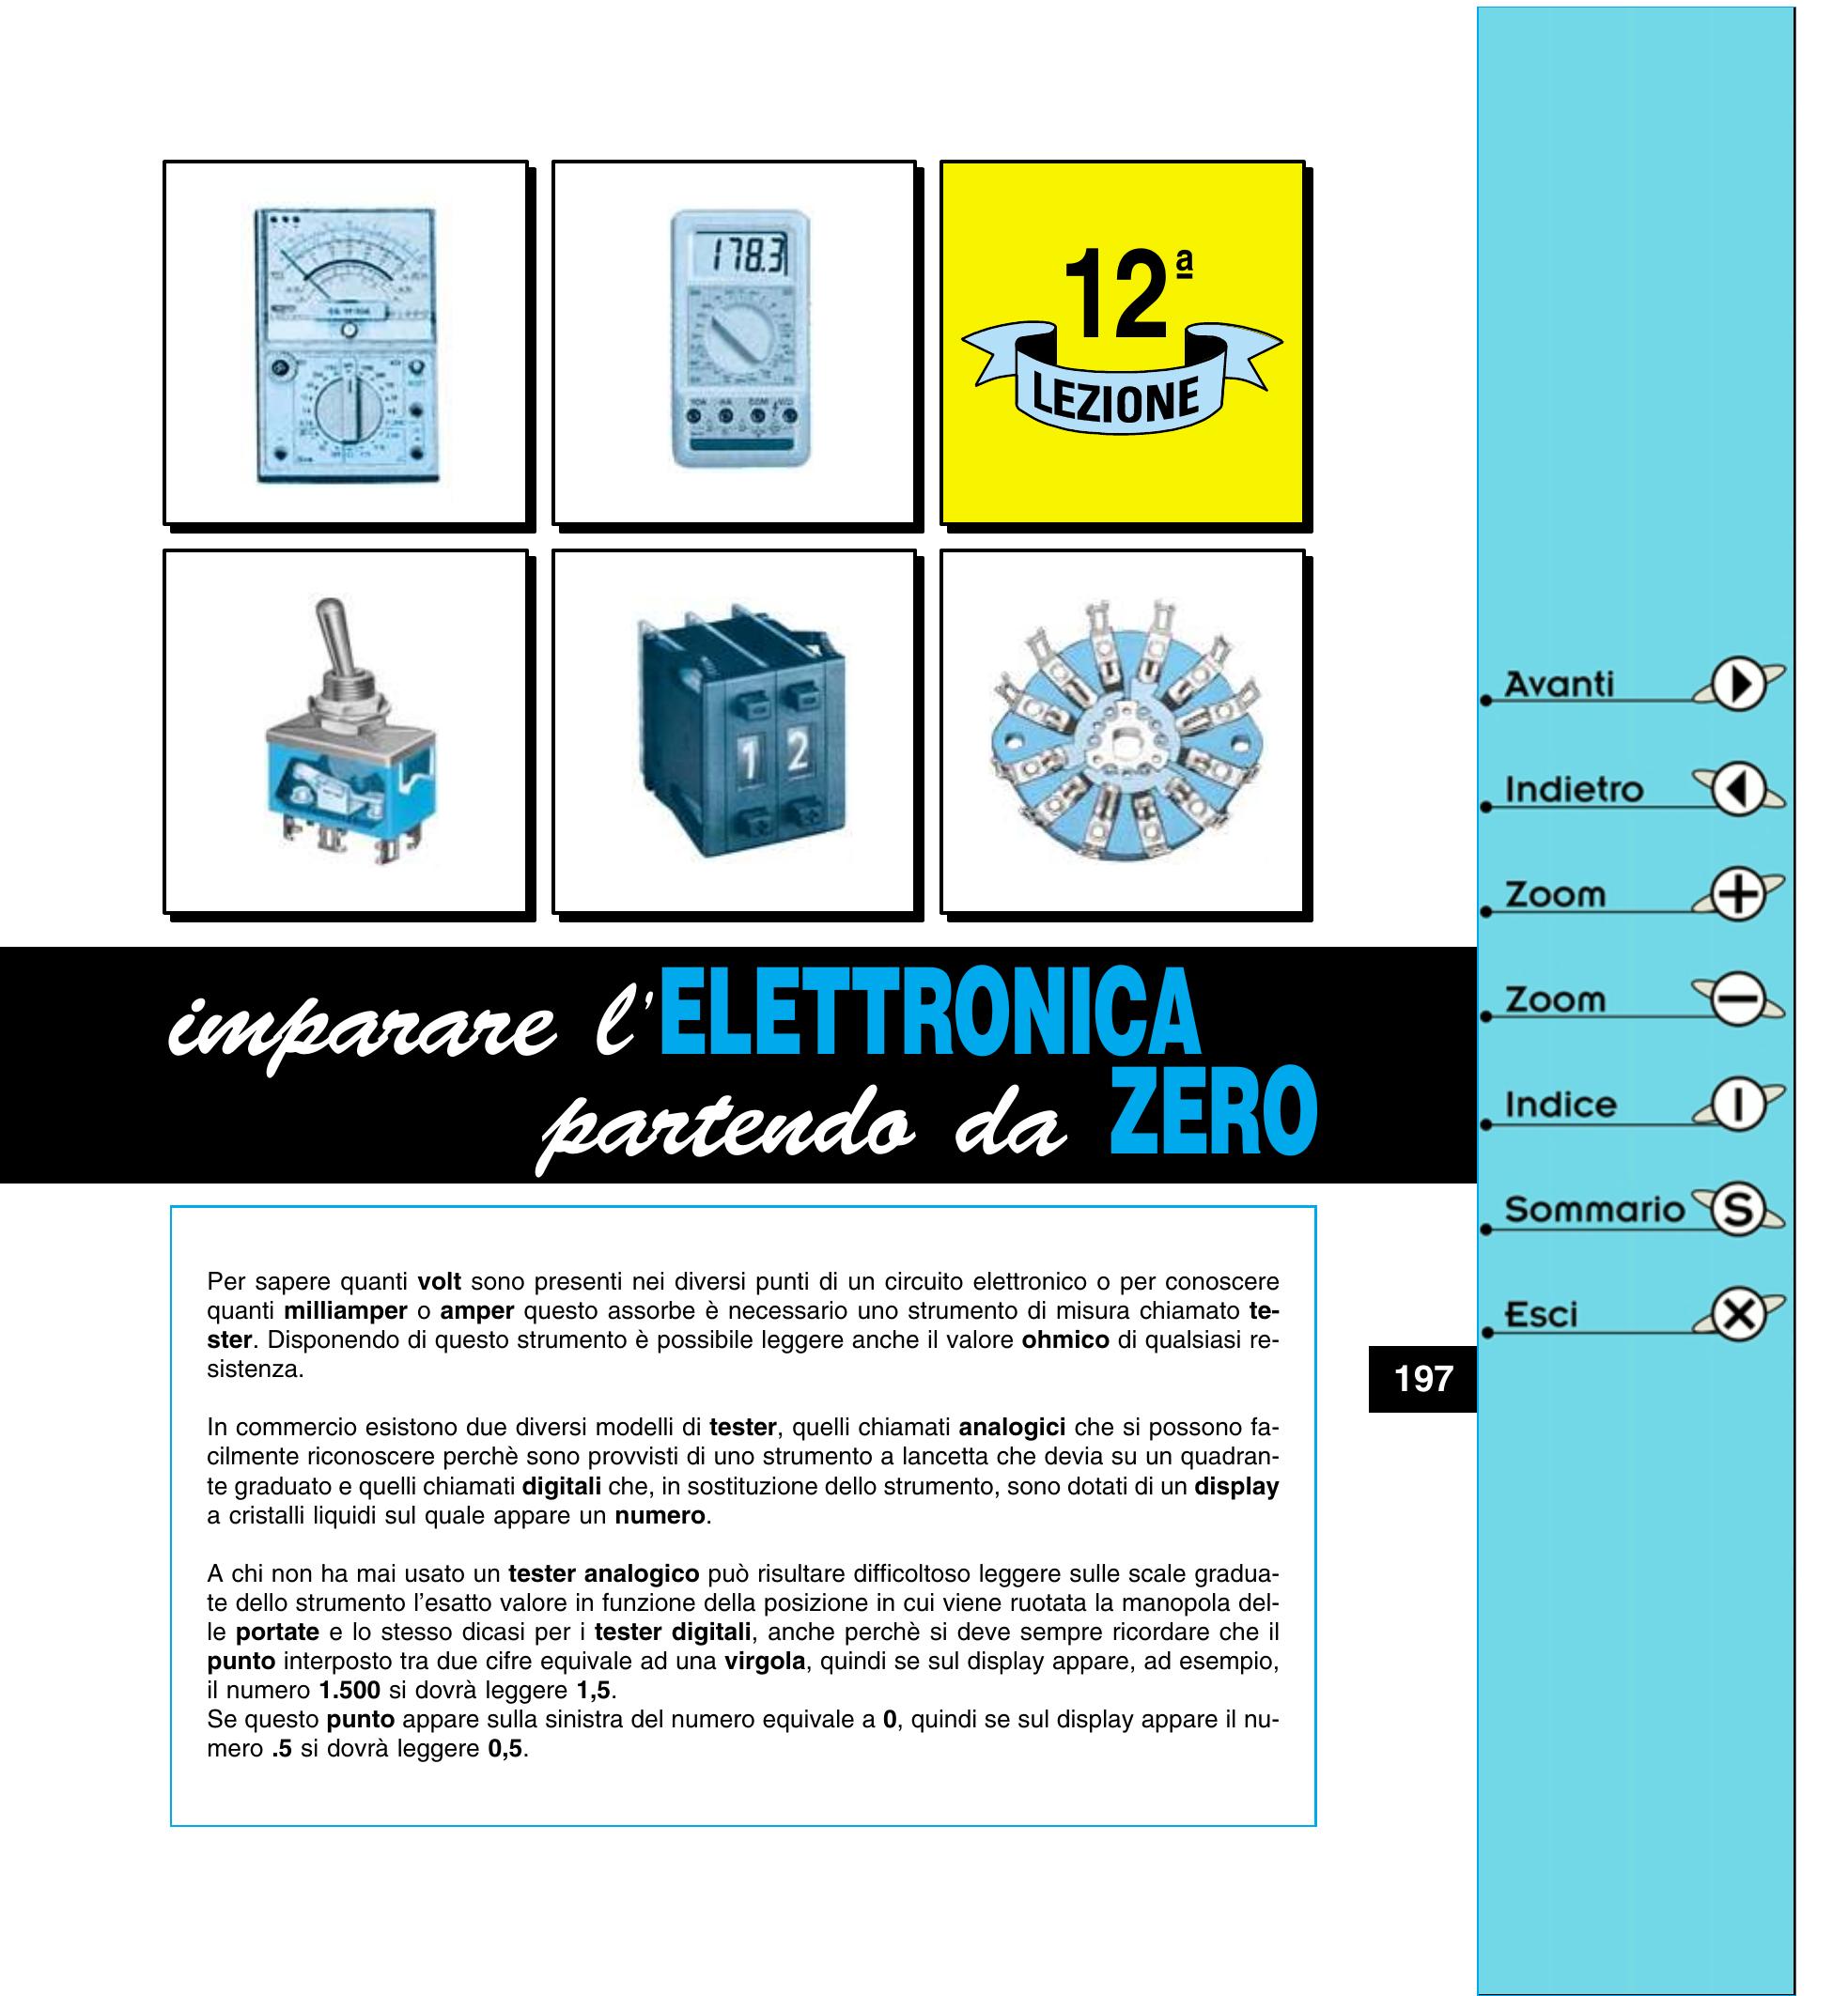 178.3
12ª
LEZIONE
1 2
imparare l'ELETTRONICA
partendo da ZERO
Per sapere quanti volt sono presenti nei diversi punti di un circuito elettronico o per conoscere
quanti milliamper o amper questo assorbe è necessario uno strumento di misura chiamato te-
ster. Disponendo di questo strumento è possibile leggere anche il valore ohmico di qualsiasi re-
sistenza.
In commercio esistono due diversi modelli di tester, quelli chiamati analogici che si possono fa-
cilmente riconoscere perchè sono provvisti di uno strumento a lancetta che devia su un quadran-
te graduato e quelli chiamati digitali che, in sostituzione dello strumento, sono dotati di un display
a cristalli liquidi sul quale appare un numero.
A chi non ha mai usato un tester analogico può risultare difficoltoso leggere sulle scale gradua-
te dello strumento l'esatto valore in funzione della posizione in cui viene ruotata la manopola del-
le portate e lo stesso dicasi per i tester digitali, anche perchè si deve sempre ricordare che il
punto interposto tra due cifre equivale ad una virgola, quindi se sul display appare, ad esempio,
il numero 1.500 si dovrà leggere 1,5.
Se questo punto appare sulla sinistra del numero equivale a 0, quindi se sul display appare il nu-
mero .5 si dovrà leggere 0,5.
197
Avanti
Indietro
Zoom +
Zoom −
Indice I
Sommario S
Esci X